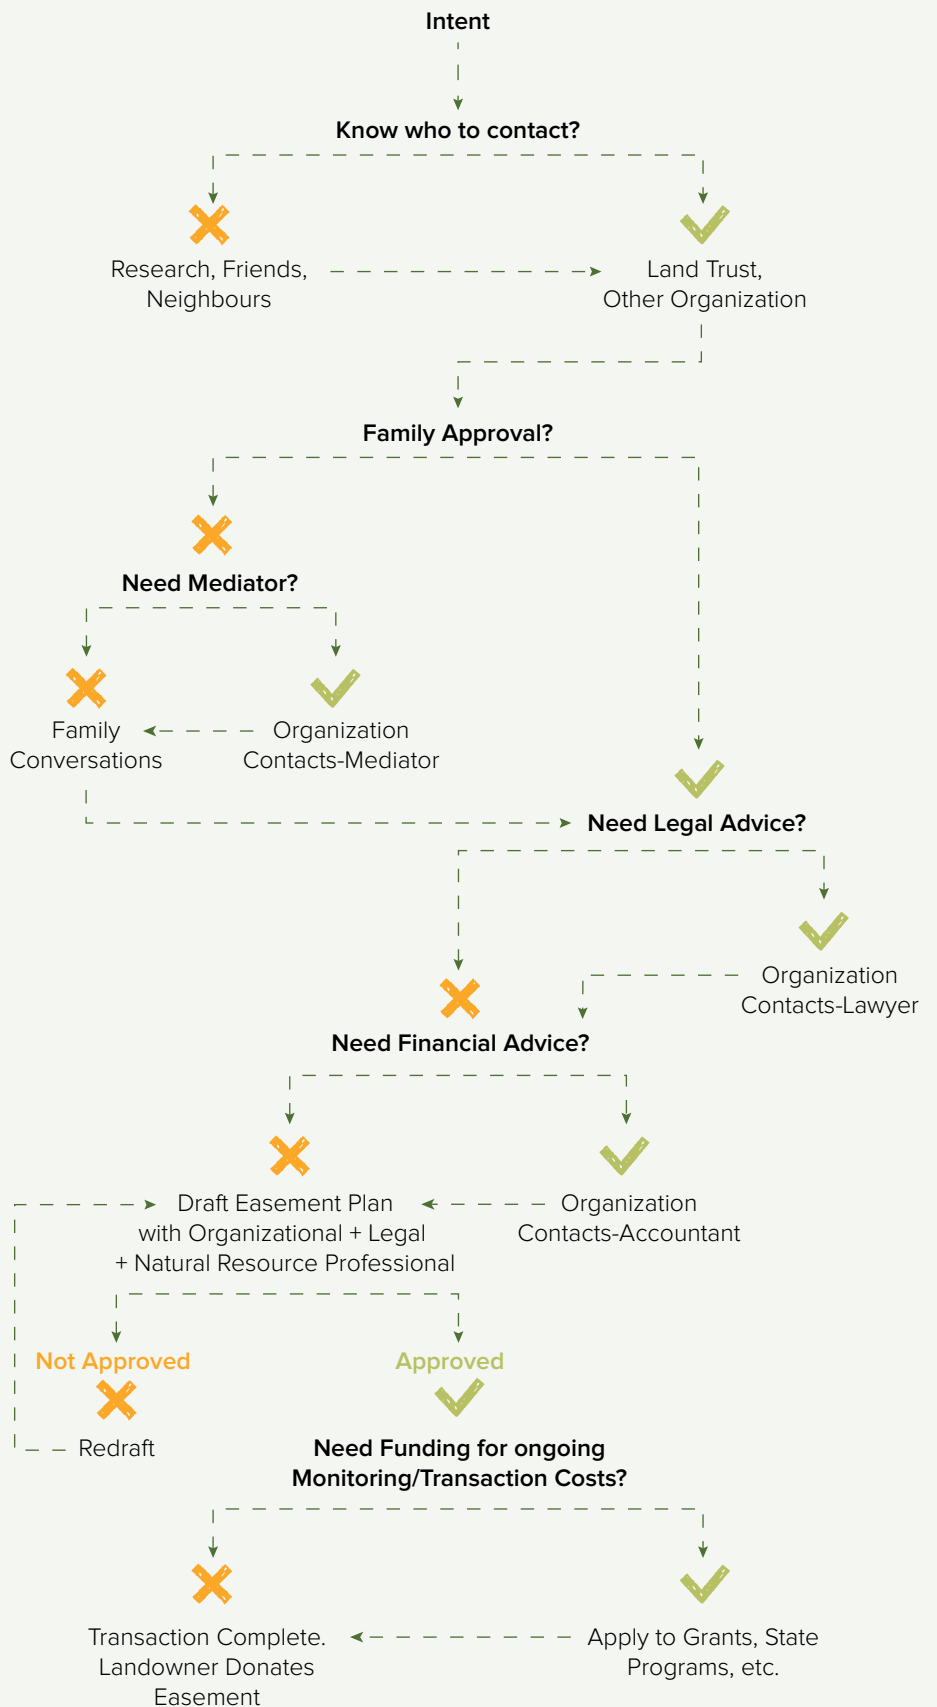 Intent
Know who to contact?
Research, Friends,
Neighbours
Land Trust,
Other Organization
Family Approval?
Need Mediator?
Family
Conversations
Organization
Contacts-Mediator
Need Legal Advice?
Organization
Contacts-Lawyer
Need Financial Advice?
Draft Easement Plan
with Organizational + Legal
+ Natural Resource Professional
Organization
Contacts-Accountant
Not Approved
Approved
Redraft
Need Funding for ongoing
Monitoring/Transaction Costs?
Transaction Complete.
Landowner Donates
Easement
Apply to Grants, State
Programs, etc.